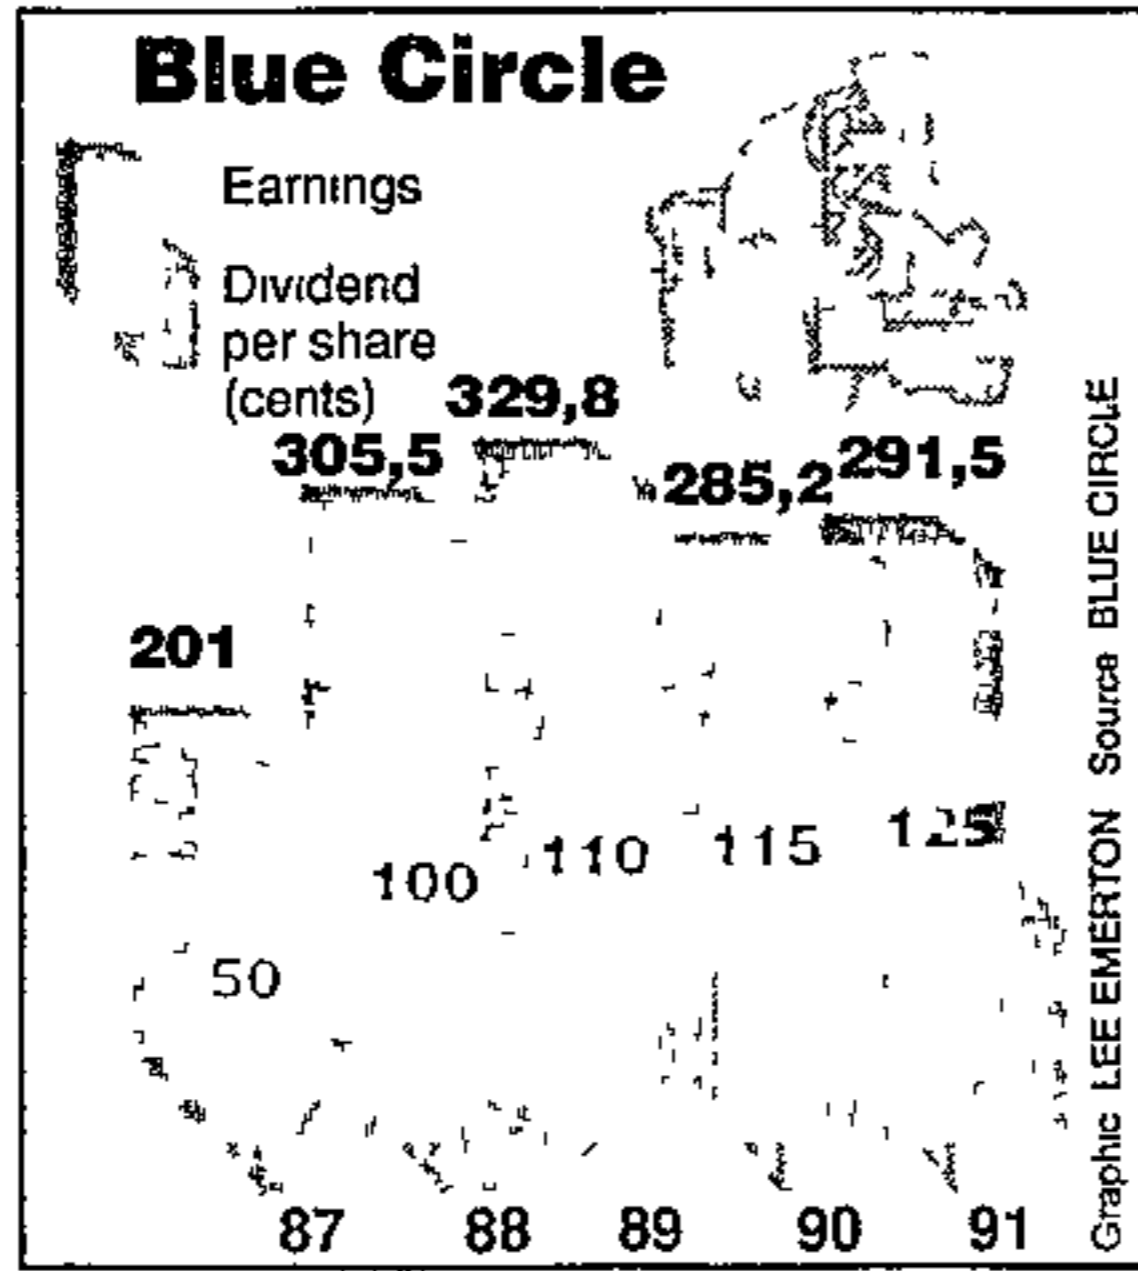 Blue Circle
Earnings
Dividend
per share
(cents)
329,8
305,5
285,2
291,5
201
125
110
115
100
50
87 88 89 90 91
Graphic LEE EMERTON Source BLUE CIRCLE